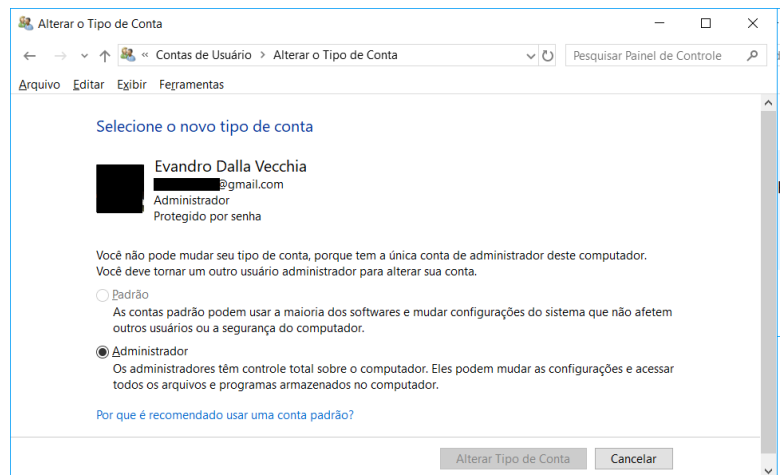 Alterar o Tipo de Conta
« Contas de Usuário > Alterar o Tipo de Conta
Pesquisar Painel de Controle
Arquivo Editar Exibir Ferramentas
Selecione o novo tipo de conta
Evandro Dalla Vecchia
@gmail.com
Administrador
Protegido por senha
Você não pode mudar seu tipo de conta, porque tem a única conta de administrador deste computador.
Você deve tornar um outro usuário administrador para alterar sua conta.
Padrão
As contas padrão podem usar a maioria dos softwares e mudar configurações do sistema que não afetem
outros usuários ou a segurança do computador.
Administrador
Os administradores têm controle total sobre o computador. Eles podem mudar as configurações e acessar
todos os arquivos e programas armazenados no computador.
Por que é recomendado usar uma conta padrão?
Alterar Tipo de Conta
Cancelar